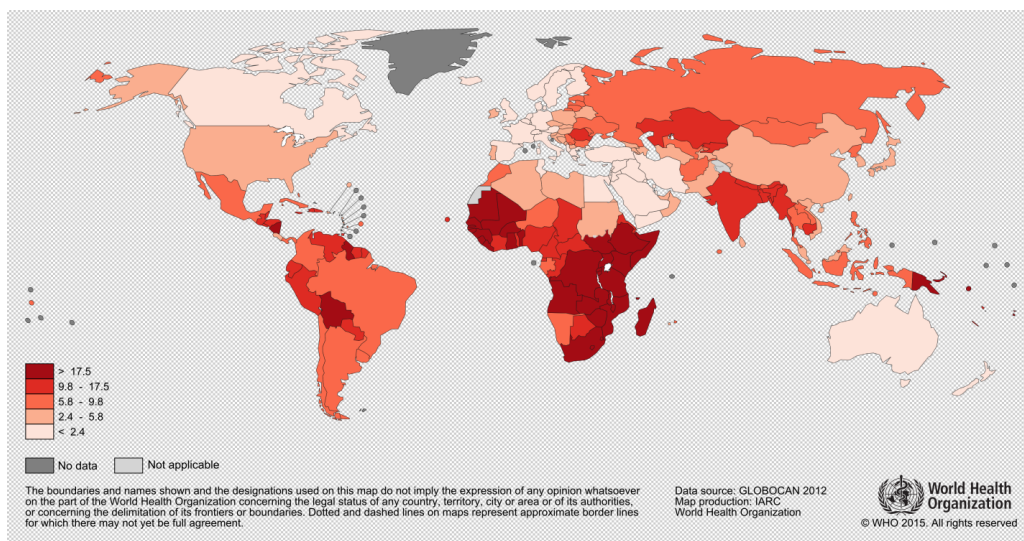 > 17.5
9.8 - 17.5
5.8 - 9.8
2.4 - 5.8
< 2.4
No data
Not applicable
The boundaries and names shown and the designations used on this map do not imply the expression of any opinion whatsoever
on the part of the World Health Organization concerning the legal status of any country, territory, city or area or of its authorities,
or concerning the delimitation of its frontiers or boundaries. Dotted and dashed lines on maps represent approximate border lines
for which there may not yet be full agreement.
Data source: GLOBOCAN 2012
Map production: IARC
World Health Organization
World Health
Organization
© WHO 2015. All rights reserved